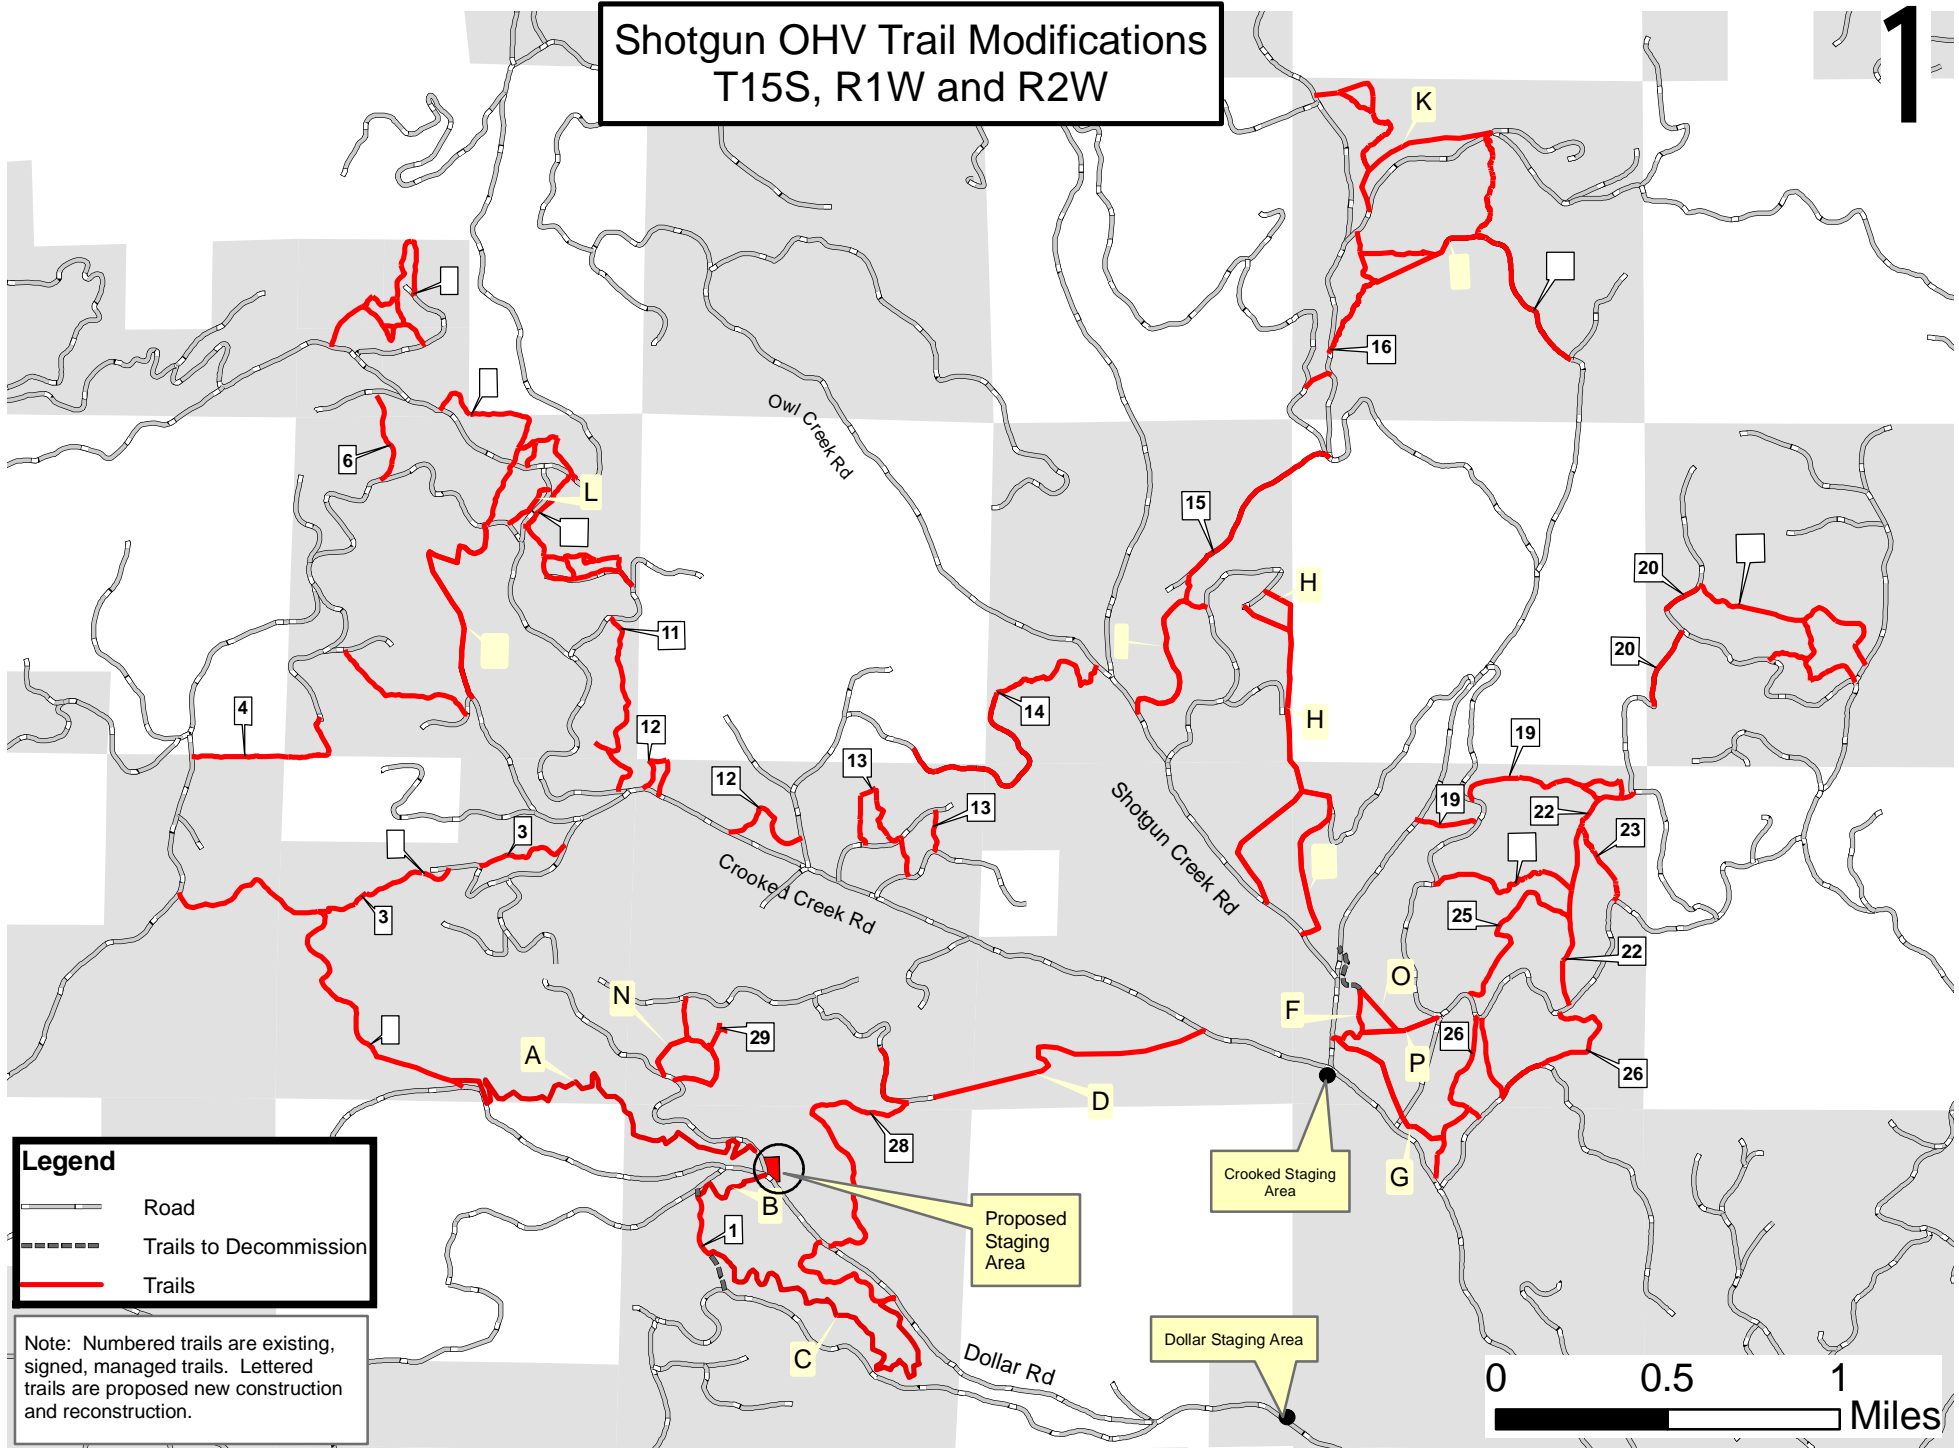 Shotgun OHV Trail Modifications
T15S, R1W and R2W
1
K
16
Owl Creek Rd
6
L
15
H
20
11
20
4
14
H
12
19
13
12
13
19
22
Shotgun Creek Rd
3
23
Crooked Creek Rd
3
25
22
N
O
F
29
26
A
P
26
D
28
G
Crooked Staging
Area
B
Proposed
Staging
Area
1
C
Dollar Rd
Dollar Staging Area
Legend
Road
Trails to Decommission
Trails
Note: Numbered trails are existing,
signed, managed trails. Lettered
trails are proposed new construction
and reconstruction.
0 0.5 1
Miles